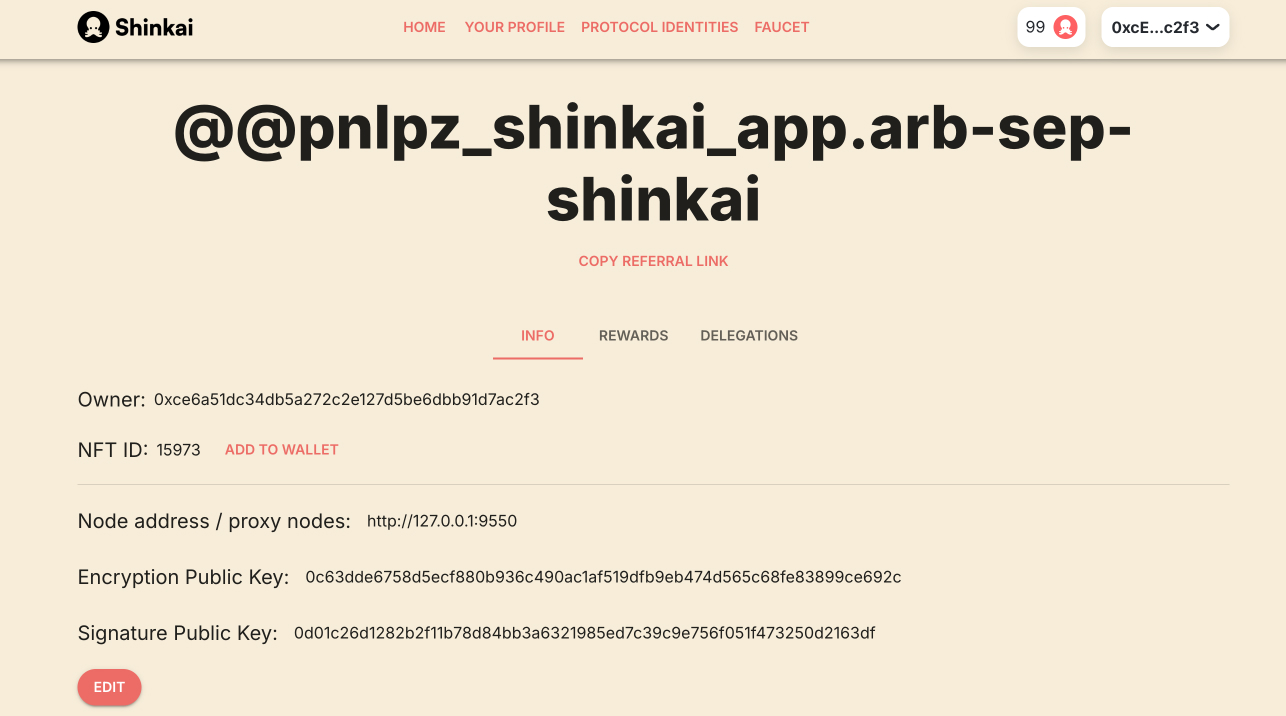 Shinkai
HOME YOUR PROFILE PROTOCOL IDENTITIES FAUCET
99
0xcE...c2f3
@@pnlpz_shinkai_app.arb-sep-
shinkai
COPY REFERRAL LINK
INFO REWARDS DELEGATIONS
Owner: 0xce6a51dc34db5a272c2e127d5be6dbb91d7ac2f3
NFT ID: 15973 ADD TO WALLET
Node address / proxy nodes: http://127.0.0.1:9550
Encryption Public Key: 0c63dde6758d5ecf880b936c490ac1af519dfb9eb474d565c68fe83899ce692c
Signature Public Key: 0d01c26d1282b2f11b78d84bb3a6321985ed7c39c9e756f051f473250d2163df
EDIT